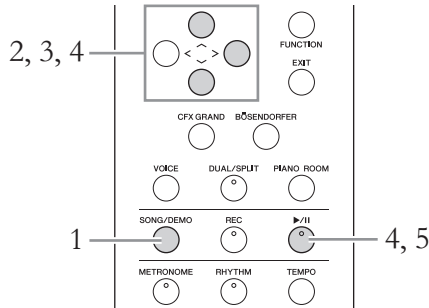 2, 3, 4
FUNCTION
EXIT
CFX GRAND BÖSENDORFER
VOICE DUAL/SPLIT PIANO ROOM
SONG/DEMO REC ▶/II
1
4, 5
METRONOME RHYTHM TEMPO